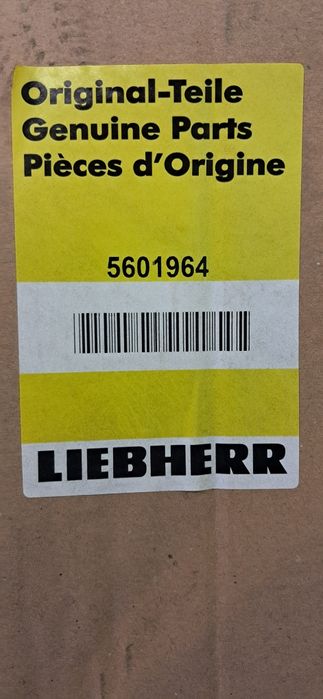 Original-Teile
Genuine Parts
Pièces d'Origine
5601964
LIEBHERR